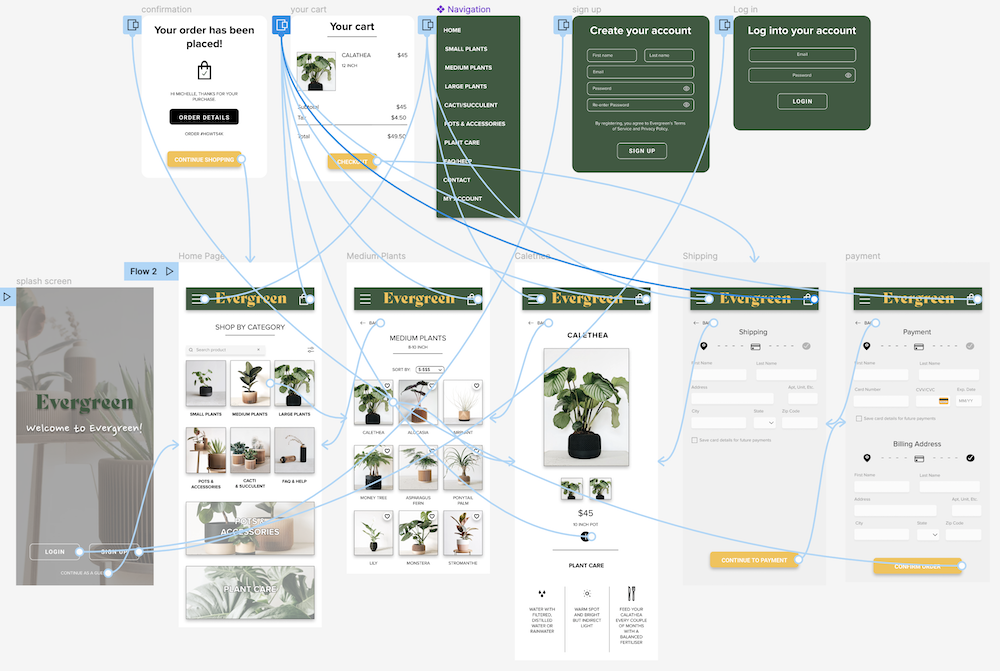 confirmation
your cart
Navigation
sign up
Log in
Your order has been
placed!
HI MICHELLE, THANKS FOR YOUR
PURCHASE.
ORDER DETAILS
CONTINUE SHOPPING
Your cart
CALATHEA $45
12 INCH
Subtotal $45
Tax $4.50
Total $49.50
CHECKOUT
HOME
SMALL PLANTS
MEDIUM PLANTS
LARGE PLANTS
CACTI/SUCCULENT
POTS & ACCESSORIES
PLANT CARE
FAQ/HELP
CONTACT
MY ACCOUNT
Create your account
First name Last name
Email
Password
Re-enter Password
By registering, you agree to Evergreen's Terms
of Service and Privacy Policy.
SIGN UP
Log into your account
Email
Password
LOGIN
Flow 2
splash screen
Evergreen
Welcome to Evergreen!
LOGIN
SIGN UP
CONTINUE AS A
Home Page
Evergreen
SHOP BY CATEGORY
Search product
SMALL PLANTS
MEDIUM PLANTS
LARGE PLANTS
POTS &
ACCESSORIES
CACTI
& SUCCULENT
FAQ & HELP
POTS &
ACCESSORIES
PLANT CARE
Medium Plants
Evergreen
MEDIUM PLANTS
8-10 INCH
SORT BY:
CALETHEA
ALOCASIA
MONEY TREE
ASPARAGUS
FERN
PONYTAIL
PALM
LILY
MONSTERA
STROMANTHE
Evergreen
CALETHEA
$45
10 INCH POT
PLANT CARE
WATER WITH
FILTERED,
DISTILLED
WATER OR
RAINWATER
WARM SPOT
AND BRIGHT
BUT INDIRECT
LIGHT
FEED YOUR
CALATHEA
EVERY COUPLE
OF MONTHS
WITH A
BALANCED
FERTILISER
Shipping
Evergreen
Shipping
First Name Last Name
Address Apt. Unit. Etc.
City State Zip Code
Save card details for future payments
CONTINUE TO PAYMENT
payment
Evergreen
Payment
First Name Last Name
Card Number CVV/CVC Exp. Date
MM/YY
Save card details for future payments
Billing Address
First Name Last Name
Address Apt. Unit. Etc.
City State Zip Code
CONFIRM ORDER